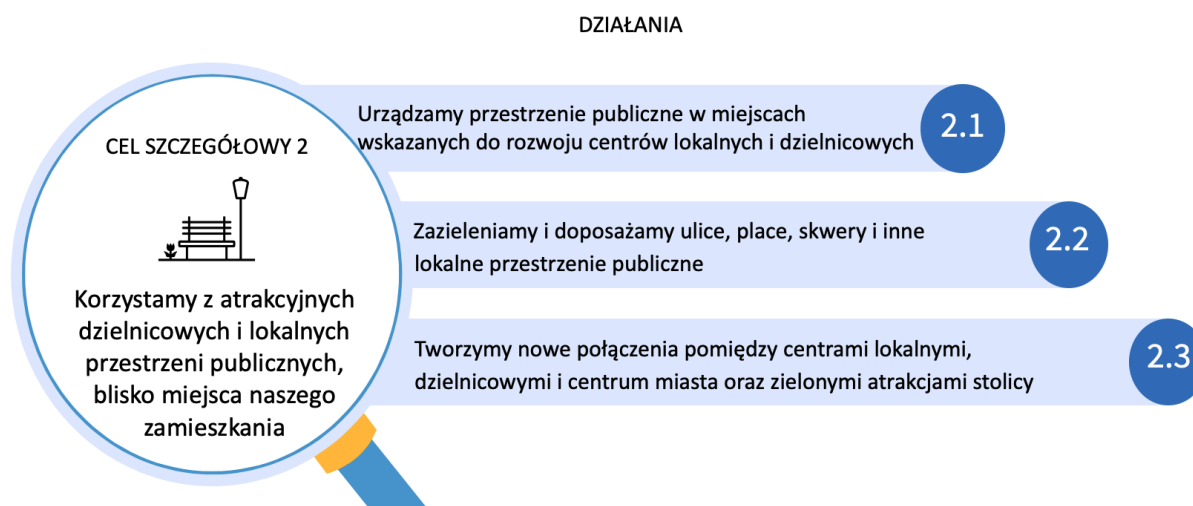 DZIAŁANIA
CEL SZCZEGÓŁOWY 2
Korzystamy z atrakcyjnych
dzielnicowych i lokalnych
przestrzeni publicznych,
blisko miejsca naszego
zamieszkania
Urządzamy przestrzenie publiczne w miejscach
wskazanych do rozwoju centrów lokalnych i dzielnicowych
2.1
Zazieleniamy i doposażamy ulice, place, skwery i inne
lokalne przestrzenie publiczne
2.2
Tworzymy nowe połączenia pomiędzy centrami lokalnymi,
dzielnicowymi i centrum miasta oraz zielonymi atrakcjami stolicy
2.3